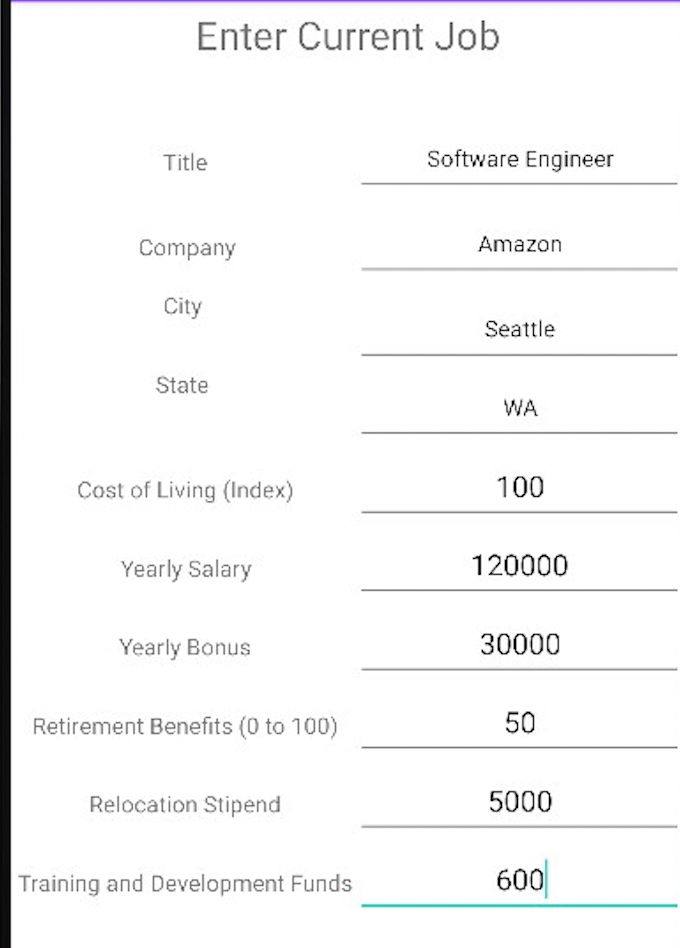 Enter Current Job
Title Software Engineer
Company Amazon
City Seattle
State WA
Cost of Living (Index) 100
Yearly Salary 120000
Yearly Bonus 30000
Retirement Benefits (0 to 100) 50
Relocation Stipend 5000
Training and Development Funds 600